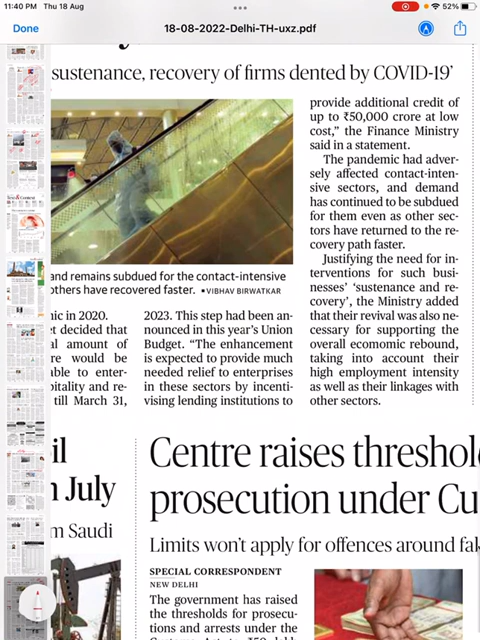 11:40 PM Thu 18 Aug
52%
Done
18-08-2022-Delhi-TH-uxz.pdf
sustenance, recovery of firms dented by COVID-19’
and remains subdued for the contact-intensive
others have recovered faster. •VIBHAV BIRWATKAR
nic in 2020.
decided that
al amount of
re would be
able to enter-
pitality and re-
till March 31,
2023. This step had been an-
nounced in this year’s Union
Budget. “The enhancement
is expected to provide much
needed relief to enterprises
in these sectors by incenti-
vising lending institutions to
provide additional credit of
up to ₹50,000 crore at low
cost,” the Finance Ministry
said in a statement.
The pandemic had adver-
sely affected contact-inten-
sive sectors, and demand
has continued to be subdued
for them even as other sec-
tors have returned to the re-
covery path faster.
Justifying the need for in-
terventions for such busi-
nesses’ ‘sustenance and re-
covery’, the Ministry added
that their revival was also ne-
cessary for supporting the
overall economic rebound,
taking into account their
high employment intensity
as well as their linkages with
other sectors.
il
July
m Saudi
Centre raises threshol
prosecution under Cu
Limits won’t apply for offences around fak
SPECIAL CORRESPONDENT
NEW DELHI
The government has raised
the thresholds for prosecu-
tions and arrests under the